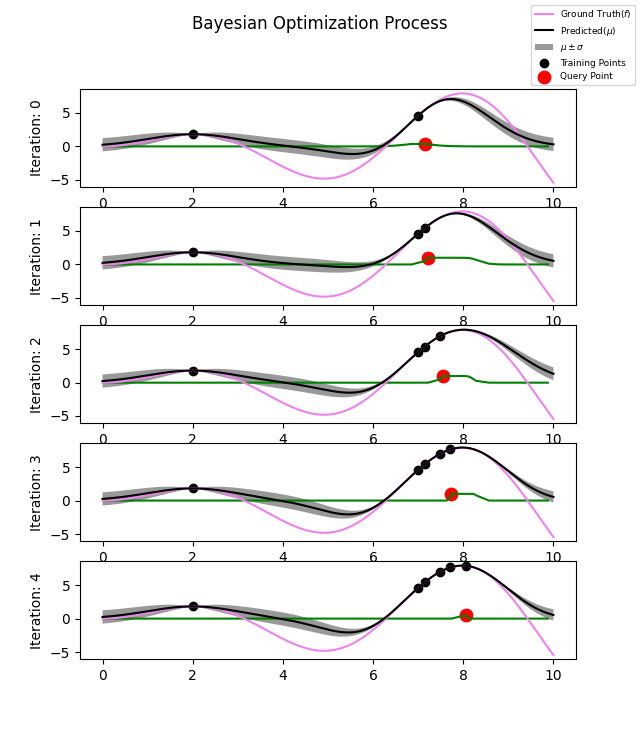 Bayesian Optimization Process
Ground Truth(f)
Predicted(μ)
μ ± σ
Training Points
Query Point
Iteration: 0
5
0
−5
0 2 4 6 8 10
Iteration: 1
5
0
−5
0 2 4 6 8 10
Iteration: 2
5
0
−5
0 2 4 6 8 10
Iteration: 3
5
0
−5
0 2 4 6 8 10
Iteration: 4
5
0
−5
0 2 4 6 8 10